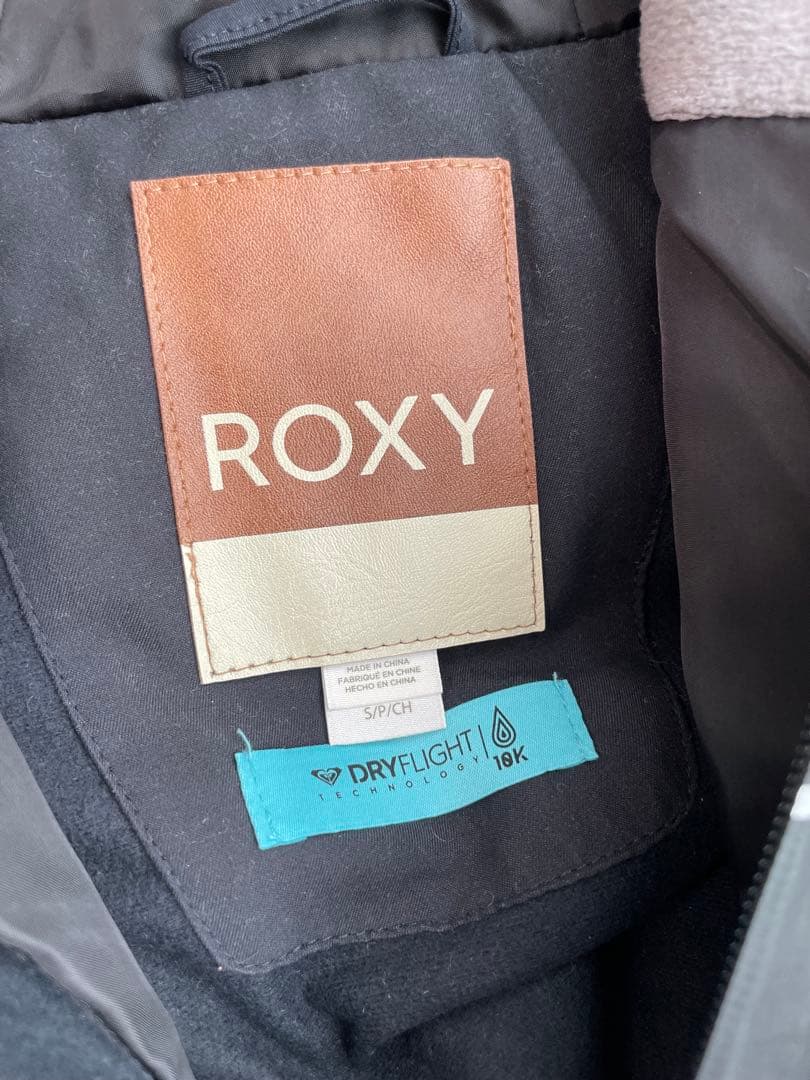 ROXY
MADE IN CHINA
FABRIQUÉ EN CHINE
HECHO EN CHINA
S/P/CH
DRYFLIGHT
TECHNOLOGY
10K